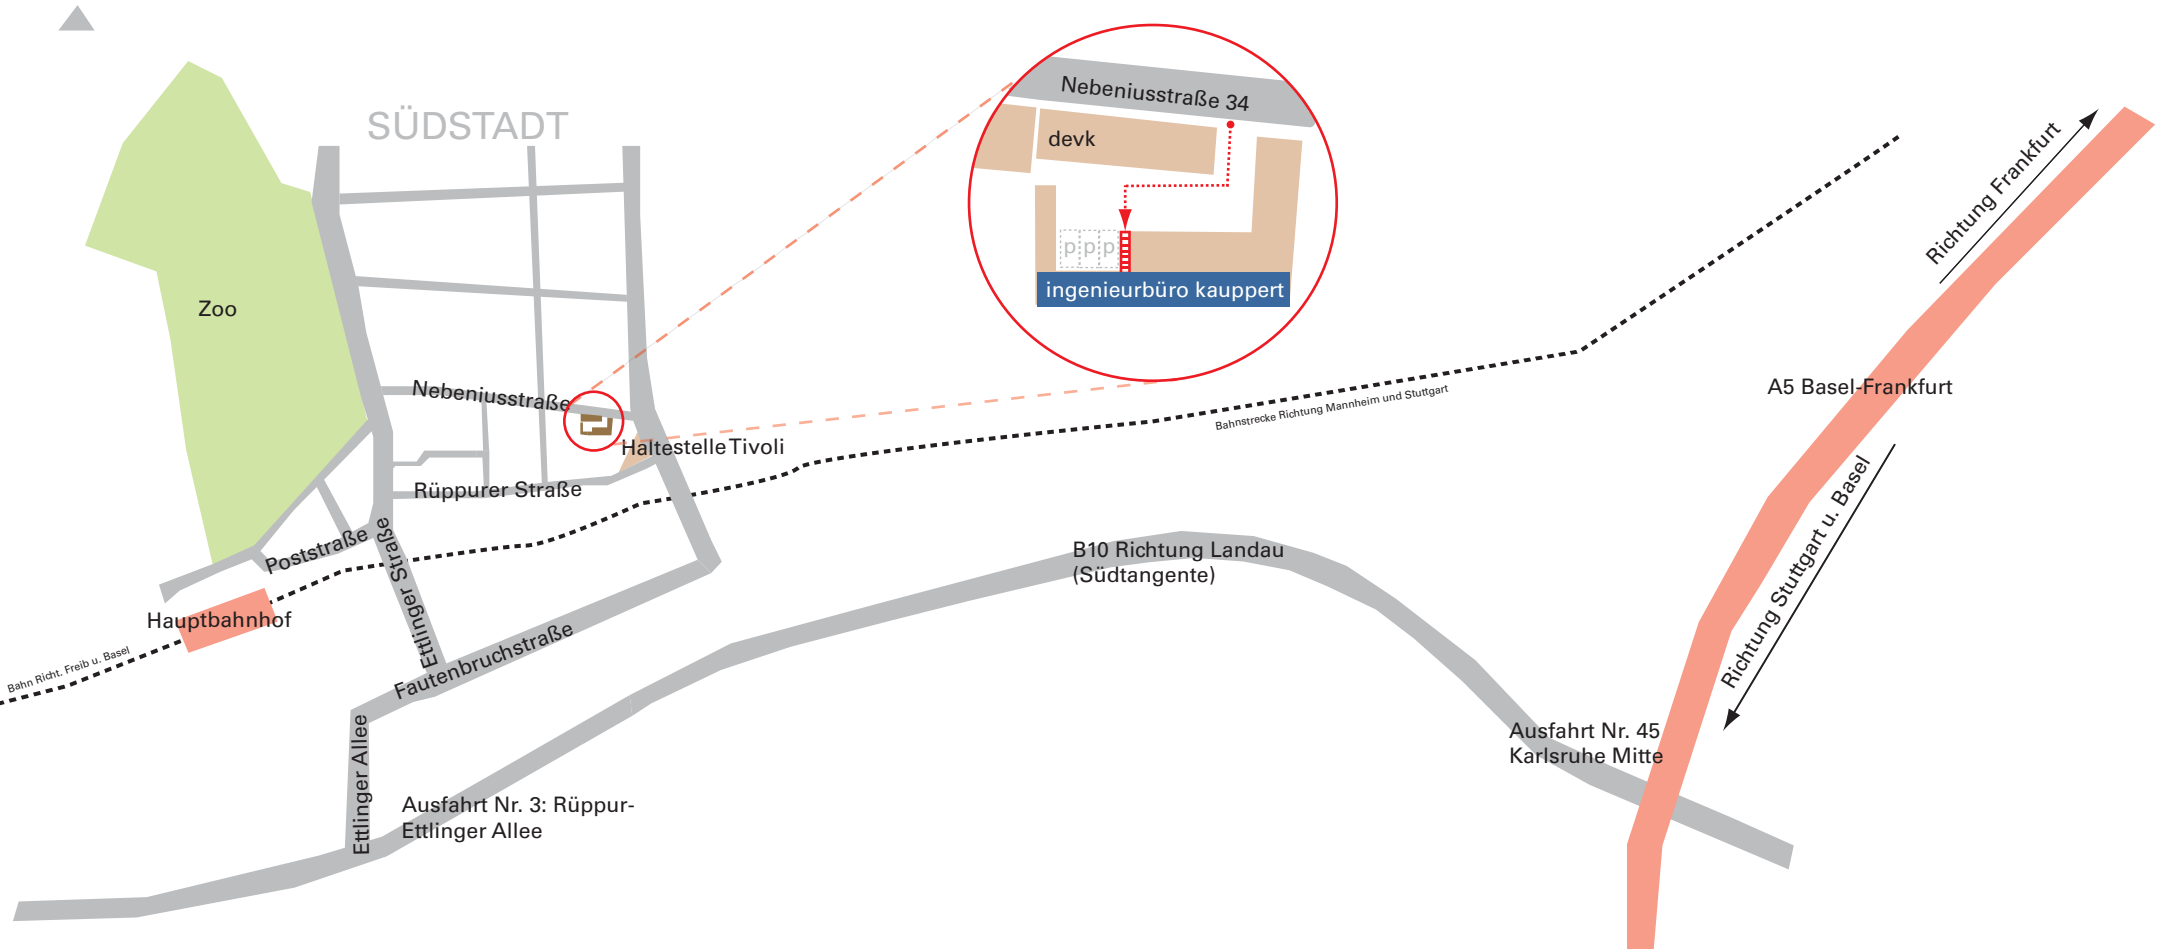 SÜDSTADT
Nebeniusstraße 34
devk
p p p
ingenieurbüro kauppert
Richtung Frankfurt
Zoo
Nebeniusstraße
A5 Basel-Frankfurt
Bahnstrecke Richtung Mannheim und Stuttgart
Haltestelle Tivoli
Rüppurer Straße
Poststraße
Ettlinger Straße
B10 Richtung Landau
(Südtangente)
Richtung Stuttgart u. Basel
Hauptbahnhof
Bahn Richt. Freib u. Basel
Fautenbruchstraße
Ettlinger Allee
Ausfahrt Nr. 45
Karlsruhe Mitte
Ausfahrt Nr. 3: Rüppur-
Ettlinger Allee